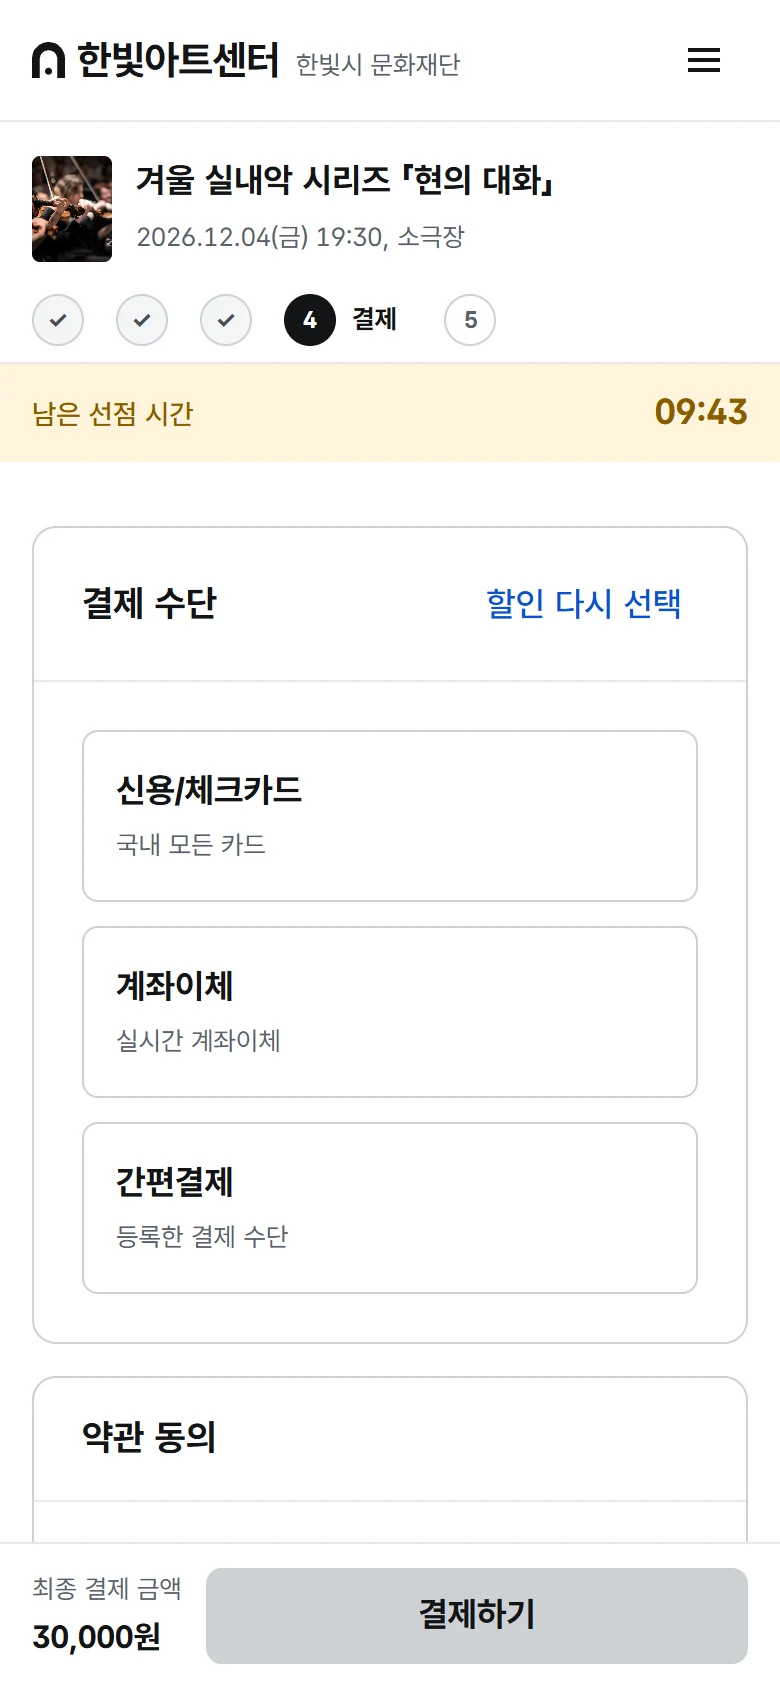 한빛아트센터 한빛시 문화재단
겨울 실내악 시리즈 「현의 대화」
2026.12.04(금) 19:30, 소극장
4 결제 5
남은 선점 시간 09:43
결제 수단 할인 다시 선택
신용/체크카드
국내 모든 카드
계좌이체
실시간 계좌이체
간편결제
등록한 결제 수단
약관 동의
최종 결제 금액
30,000원
결제하기